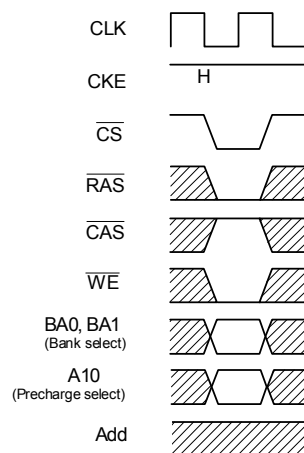 CLK
CKE
H
CS
RAS
CAS
WE
BA0, BA1
(Bank select)
A10
(Precharge select)
Add